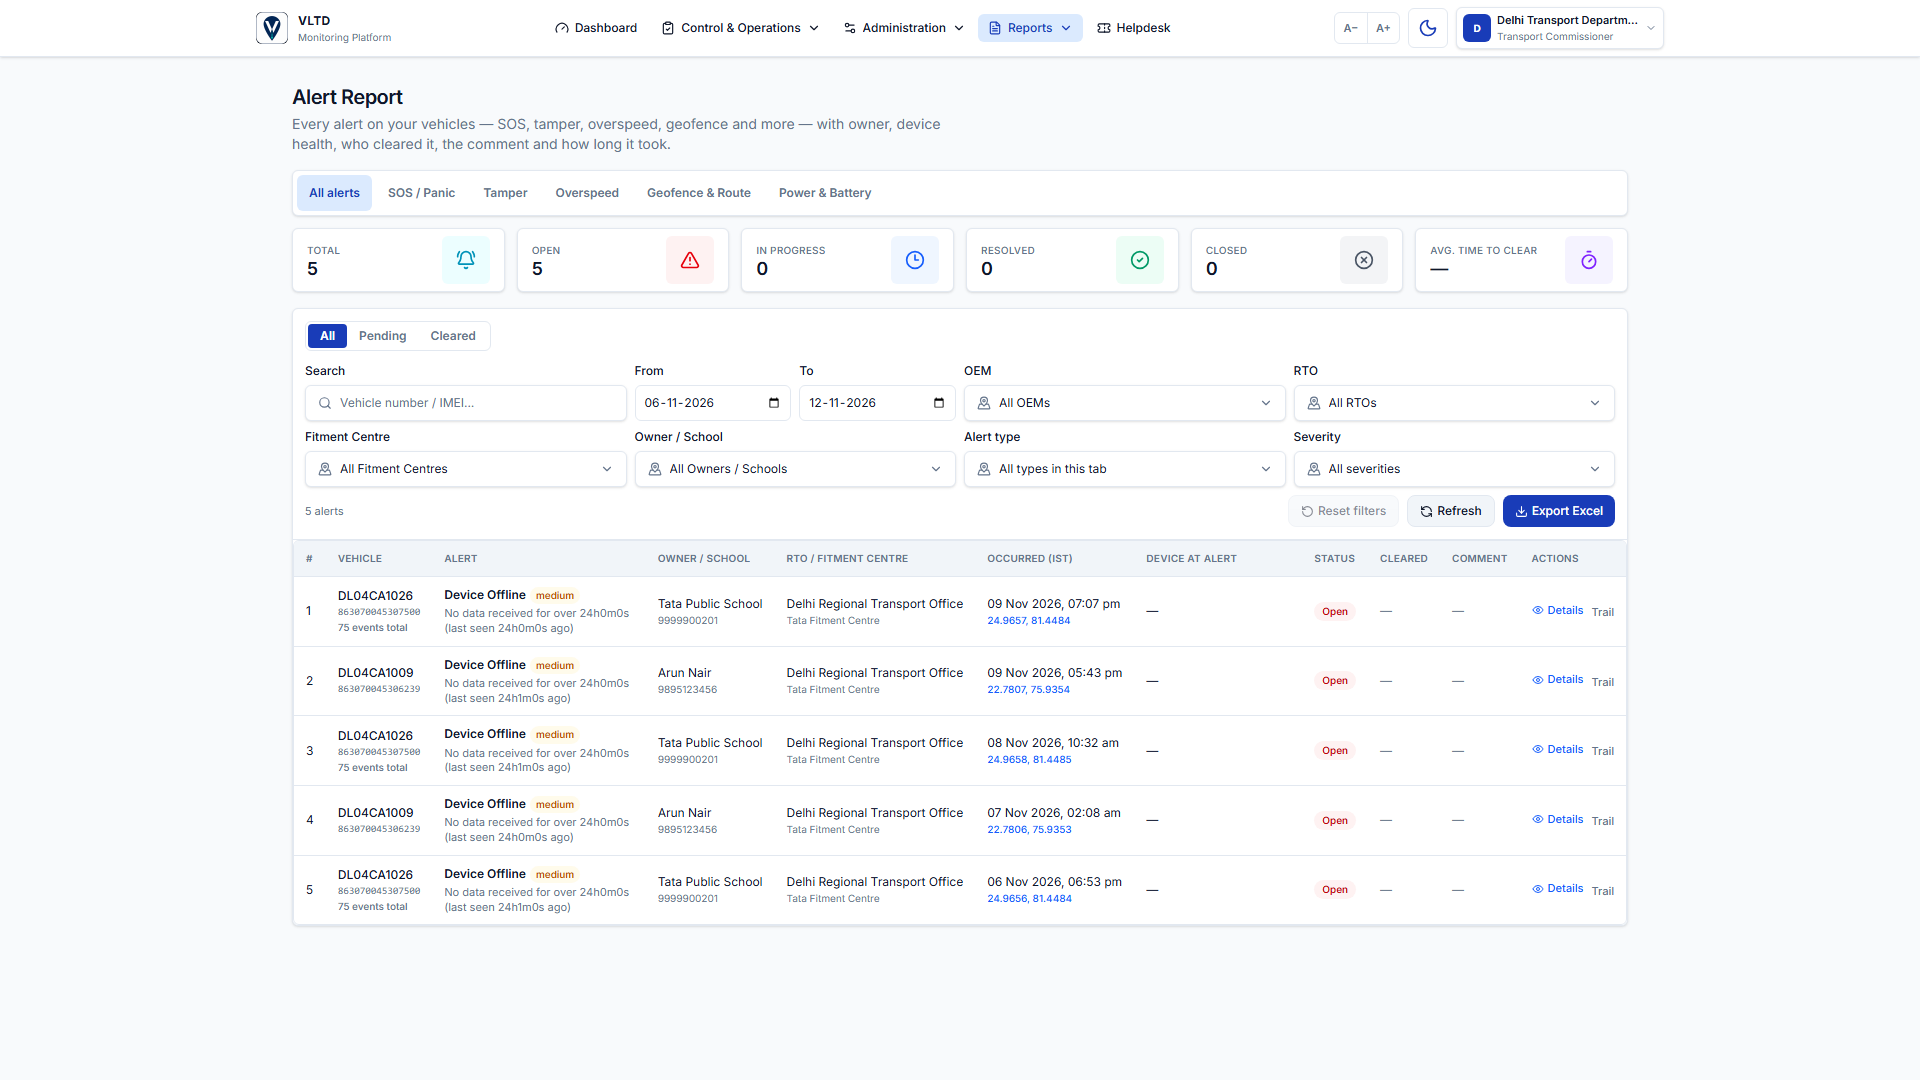 VLTD
Monitoring Platform
Dashboard
Control & Operations
Administration
Reports
Helpdesk
A−
A+
D
Delhi Transport Departm...
Transport Commissioner
Alert Report
Every alert on your vehicles — SOS, tamper, overspeed, geofence and more — with owner, device
health, who cleared it, the comment and how long it took.
All alerts
SOS / Panic
Tamper
Overspeed
Geofence & Route
Power & Battery
TOTAL
5
OPEN
5
IN PROGRESS
0
RESOLVED
0
CLOSED
0
AVG. TIME TO CLEAR
—
All
Pending
Cleared
Search
From
To
OEM
RTO
Vehicle number / IMEI...
06-11-2026
12-11-2026
All OEMs
All RTOs
Fitment Centre
Owner / School
Alert type
Severity
All Fitment Centres
All Owners / Schools
All types in this tab
All severities
5 alerts
Reset filters
Refresh
Export Excel
# VEHICLE ALERT OWNER / SCHOOL RTO / FITMENT CENTRE OCCURRED (IST) DEVICE AT ALERT STATUS CLEARED COMMENT ACTIONS
1
DL04CA1026
863070045307500
75 events total
Device Offline medium
No data received for over 24h0m0s
(last seen 24h0m0s ago)
Tata Public School
9999900201
Delhi Regional Transport Office
Tata Fitment Centre
09 Nov 2026, 07:07 pm
24.9657, 81.4484
—
Open
—
—
Details
Trail
2
DL04CA1009
863070045306239
Device Offline medium
No data received for over 24h0m0s
(last seen 24h1m0s ago)
Arun Nair
9895123456
Delhi Regional Transport Office
Tata Fitment Centre
09 Nov 2026, 05:43 pm
22.7807, 75.9354
—
Open
—
—
Details
Trail
3
DL04CA1026
863070045307500
75 events total
Device Offline medium
No data received for over 24h0m0s
(last seen 24h1m0s ago)
Tata Public School
9999900201
Delhi Regional Transport Office
Tata Fitment Centre
08 Nov 2026, 10:32 am
24.9658, 81.4485
—
Open
—
—
Details
Trail
4
DL04CA1009
863070045306239
Device Offline medium
No data received for over 24h0m0s
(last seen 24h0m0s ago)
Arun Nair
9895123456
Delhi Regional Transport Office
Tata Fitment Centre
07 Nov 2026, 02:08 am
22.7806, 75.9353
—
Open
—
—
Details
Trail
5
DL04CA1026
863070045307500
75 events total
Device Offline medium
No data received for over 24h0m0s
(last seen 24h1m0s ago)
Tata Public School
9999900201
Delhi Regional Transport Office
Tata Fitment Centre
06 Nov 2026, 06:53 pm
24.9656, 81.4484
—
Open
—
—
Details
Trail